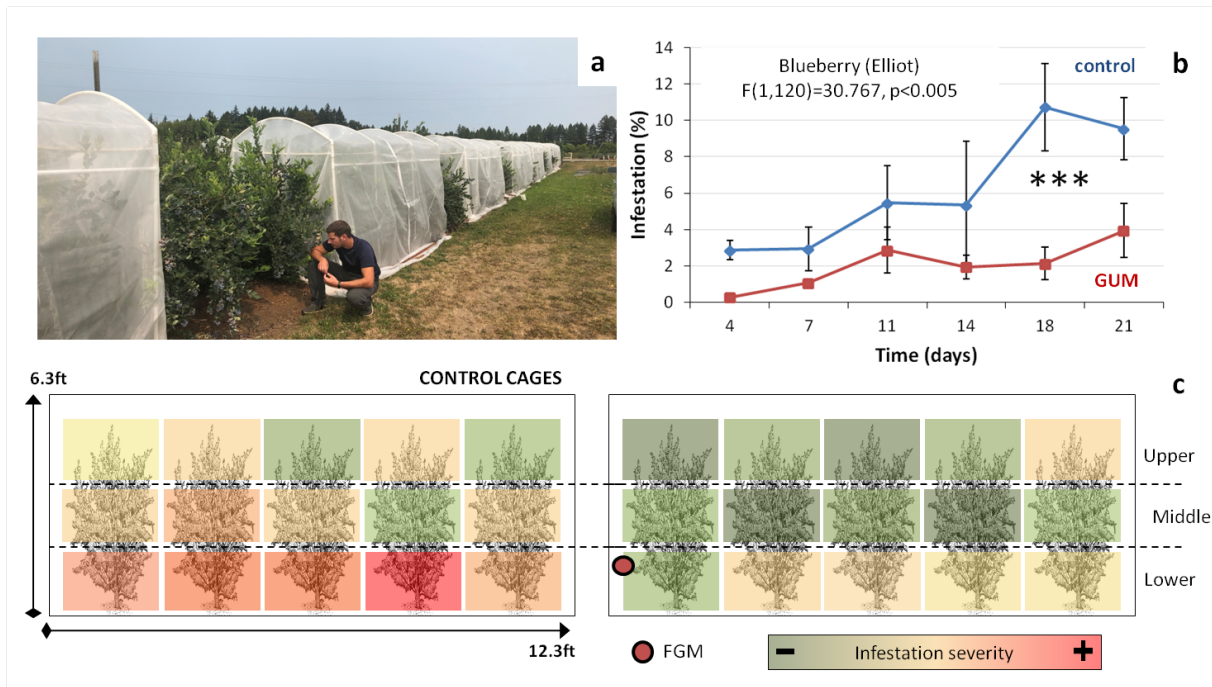 a
b
14
12
10
8
6
4
2
0
Infestation (%)
Blueberry (Elliot)
F(1,120)=30.767, p<0.005
control
***
GUM
4 7 11 14 18 21
Time (days)
c
6.3ft
CONTROL CAGES
Upper
Middle
Lower
12.3ft
FGM
− Infestation severity +